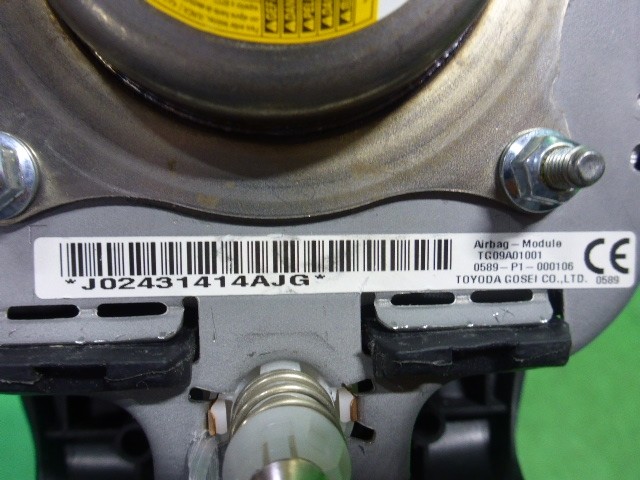 *J02431414AJG*
Airbag-Module
TG09A01001
0589-P1-000106
TOYODA GOSEI CO.,LTD.
CE
0589